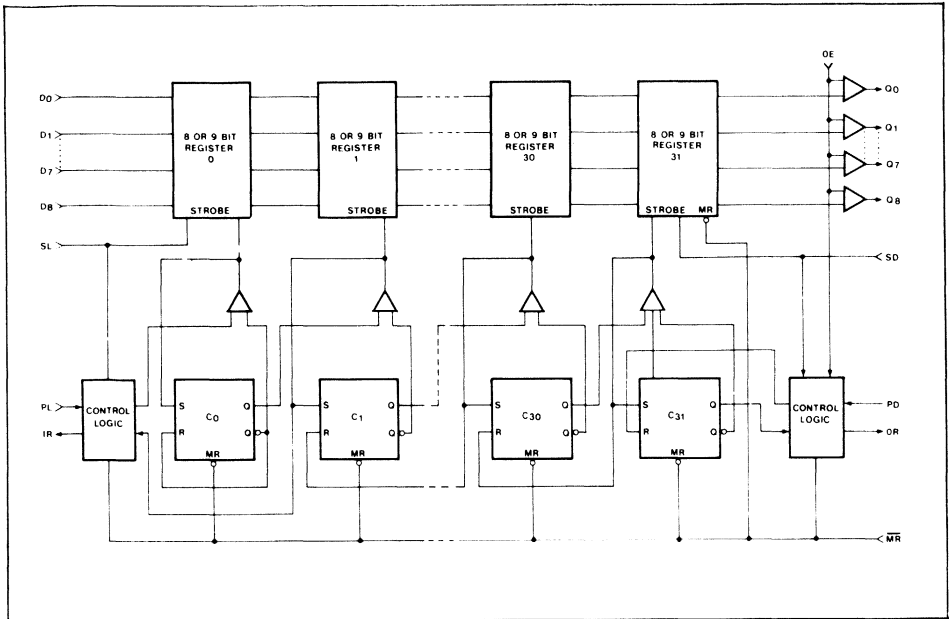 OE
D0
D1
D7
D8
8 OR 9 BIT
REGISTER
0
STROBE
8 OR 9 BIT
REGISTER
1
STROBE
8 OR 9 BIT
REGISTER
30
8 OR 9 BIT
REGISTER
31
STROBE MR
Q0
Q1
Q7
Q8
SL
SD
PL
IR
CONTROL
LOGIC
S Q
C0
R Q
MR
S Q
C1
R Q
MR
S Q
C30
R Q
MR
S Q
C31
R Q
MR
CONTROL
LOGIC
PD
OR
MR